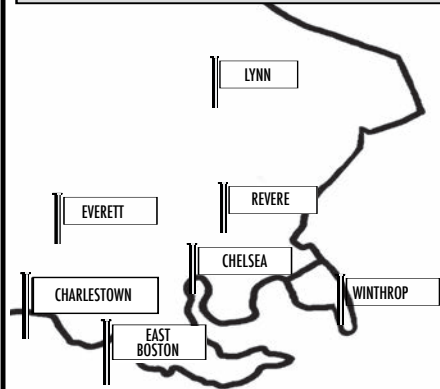 LYNN
REVERE
EVERETT
CHELSEA
WINTHROP
CHARLESTOWN
EAST
BOSTON